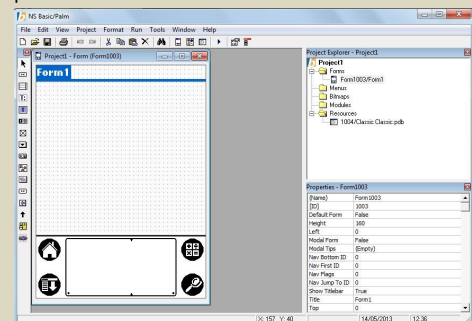 NS Basic/Palm
File Edit View Project Format Run Tools Window Help
Project1 - Form (Form1003)
Form1
Project Explorer - Project1
Project1
Forms
Form1003/Form1
Menus
Bitmaps
Modules
Resources
1004/Classic Classic.pdb
Properties - Form1003
(Name) Form1003
(ID) 1003
Default Form False
Height 160
Left 0
Modal Form False
Modal Tips (Empty)
Nav Bottom ID 0
Nav First ID 0
Nav Flags 0
Nav Jump To ID 0
Show Titlebar True
Title Form1
Top 0
X: 157 Y: 40 14/05/2013 12:36